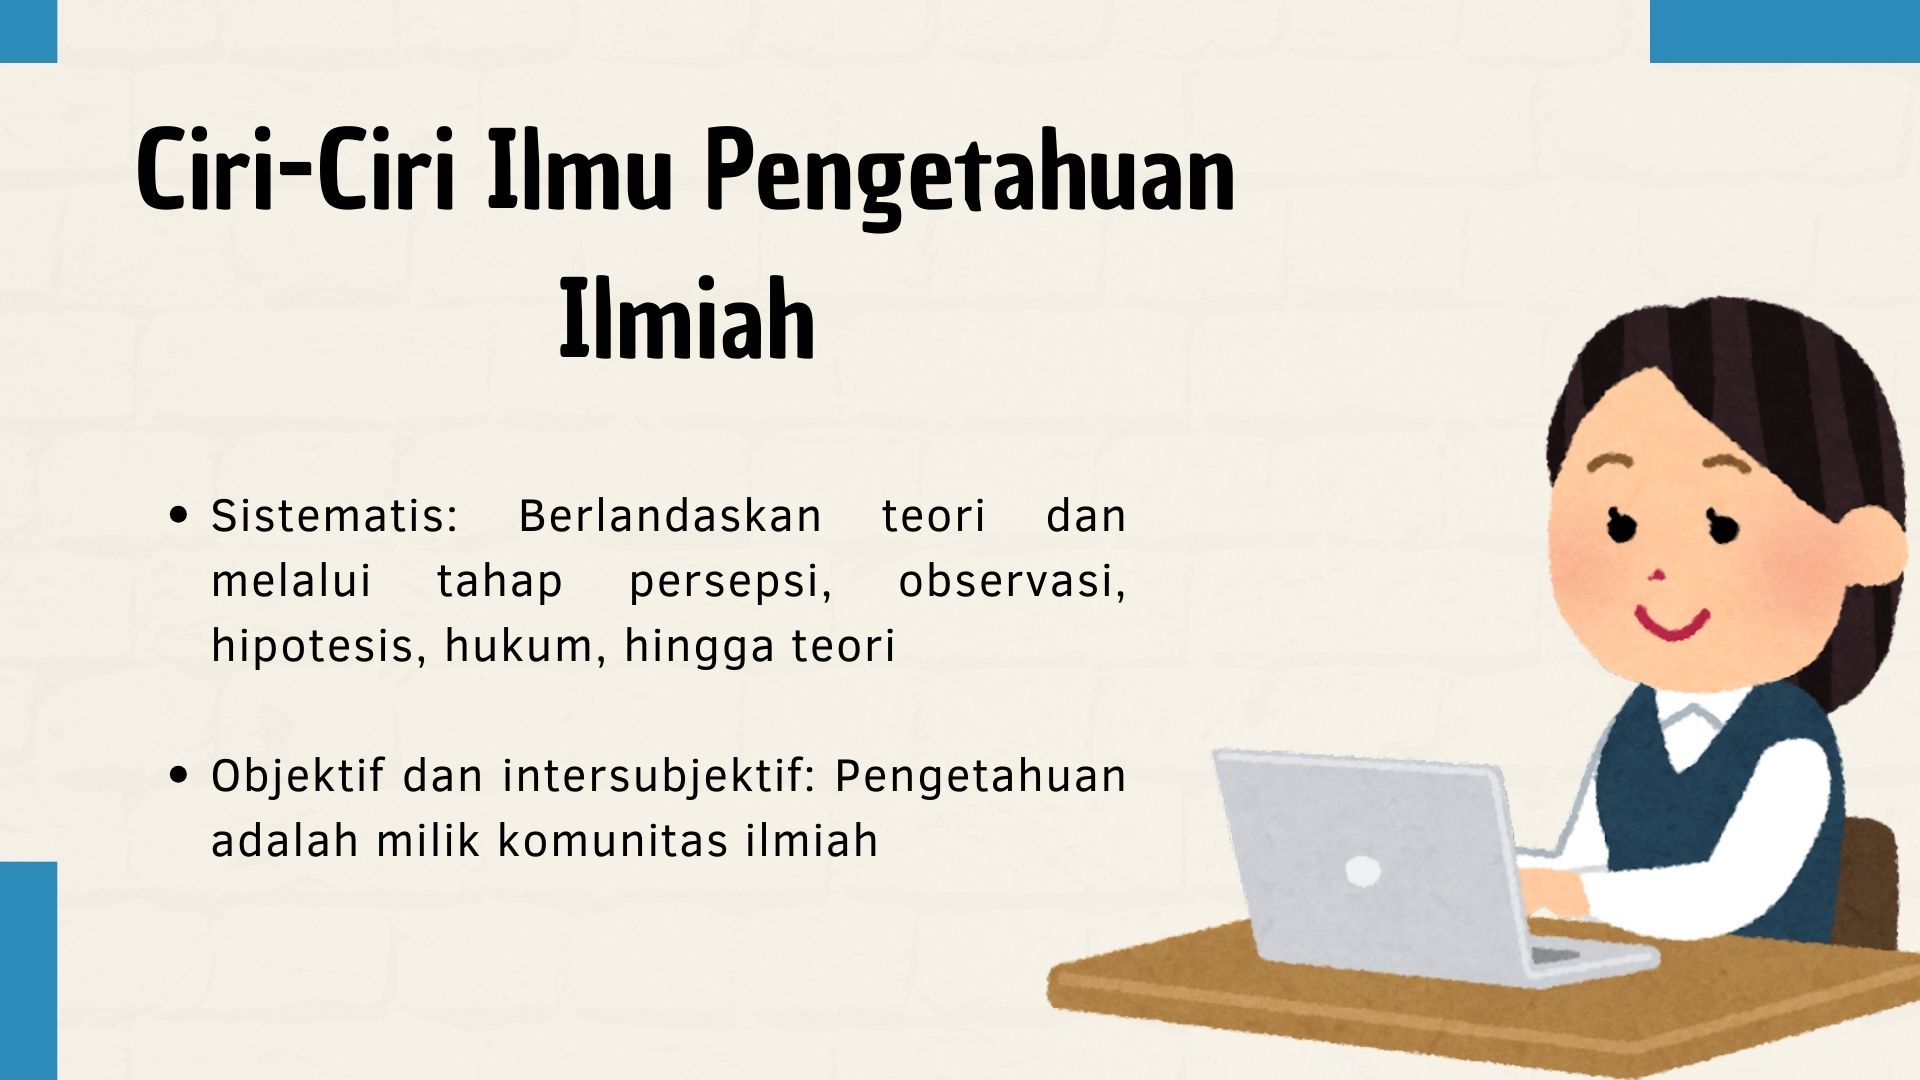 Ciri-Ciri Ilmu Pengetahuan
Ilmiah
• Sistematis: Berlandaskan teori dan
melalui tahap persepsi, observasi,
hipotesis, hukum, hingga teori
• Objektif dan intersubjektif: Pengetahuan
adalah milik komunitas ilmiah